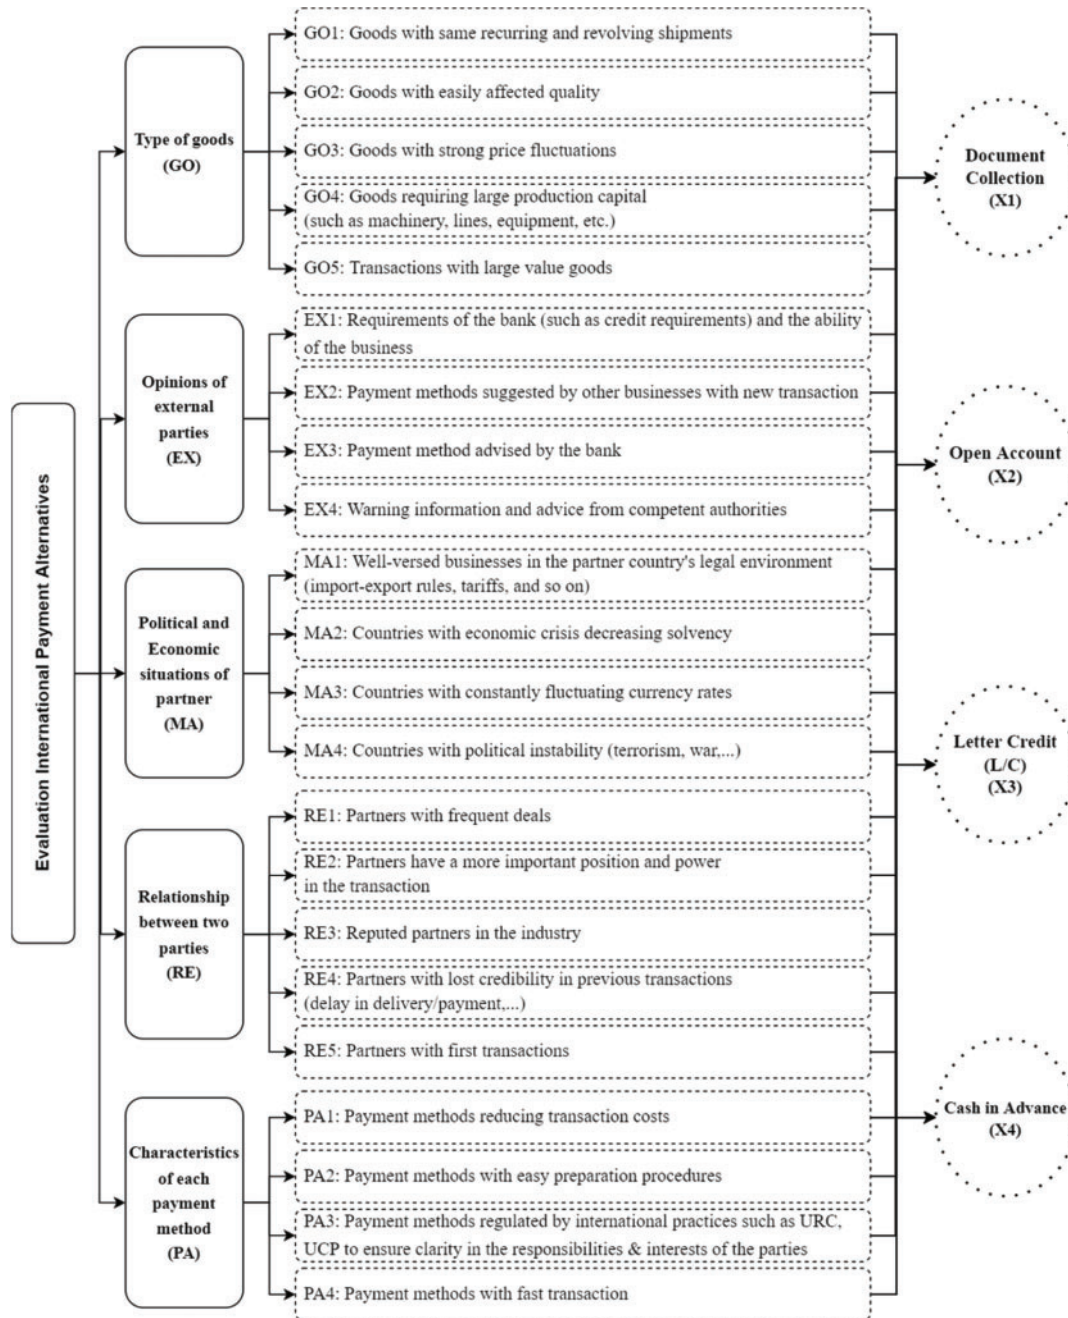 Evaluation International Payment Alternatives
Type of goods
(GO)
GO1: Goods with same recurring and revolving shipments
GO2: Goods with easily affected quality
GO3: Goods with strong price fluctuations
GO4: Goods requiring large production capital
(such as machinery, lines, equipment, etc.)
GO5: Transactions with large value goods
Opinions of
external
parties
(EX)
EX1: Requirements of the bank (such as credit requirements) and the ability
of the business
EX2: Payment methods suggested by other businesses with new transaction
EX3: Payment method advised by the bank
EX4: Warning information and advice from competent authorities
Political and
Economic
situations of
partner
(MA)
MA1: Well-versed businesses in the partner country's legal environment
(import-export rules, tariffs, and so on)
MA2: Countries with economic crisis decreasing solvency
MA3: Countries with constantly fluctuating currency rates
MA4: Countries with political instability (terrorism, war,...)
Relationship
between two
parties
(RE)
RE1: Partners with frequent deals
RE2: Partners have a more important position and power
in the transaction
RE3: Reputed partners in the industry
RE4: Partners with lost credibility in previous transactions
(delay in delivery/payment,...)
RE5: Partners with first transactions
Characteristics
of each
payment
method
(PA)
PA1: Payment methods reducing transaction costs
PA2: Payment methods with easy preparation procedures
PA3: Payment methods regulated by international practices such as URC,
UCP to ensure clarity in the responsibilities & interests of the parties
PA4: Payment methods with fast transaction
Document
Collection
(X1)
Open Account
(X2)
Letter Credit
(L/C)
(X3)
Cash in Advance
(X4)